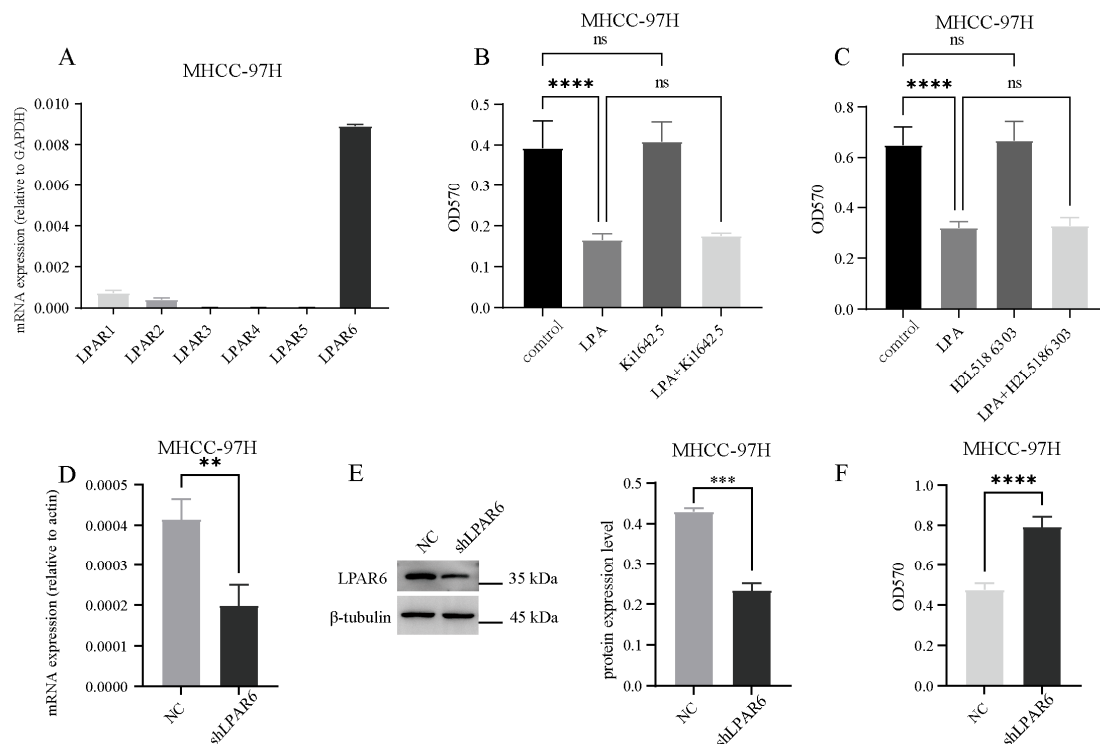 A
MHCC-97H
mRNA expression (relative to GAPDH)
0.010
0.008
0.006
0.004
0.002
0.000
LPAR1
LPAR2
LPAR3
LPAR4
LPAR5
LPAR6
B
MHCC-97H
ns
****
ns
OD570
0.5
0.4
0.3
0.2
0.1
0.0
comtrol
LPA
Ki16425
LPA+Ki16425
C
MHCC-97H
ns
****
ns
OD570
0.8
0.6
0.4
0.2
0.0
comtrol
LPA
H2L518 63 03
LPA+H2L5186 303
D
MHCC-97H
**
mRNA expression (relative to actin)
0.0005
0.0004
0.0003
0.0002
0.0001
0.0000
NC
shLPAR6
E
NC
shLPAR6
LPAR6
35 kDa
β-tubulin
45 kDa
MHCC-97H
***
protein expression level
0.5
0.4
0.3
0.2
0.1
0.0
NC
shLPAR6
F
MHCC-97H
****
OD570
1.0
0.8
0.6
0.4
0.2
0.0
NC
shLPAR6